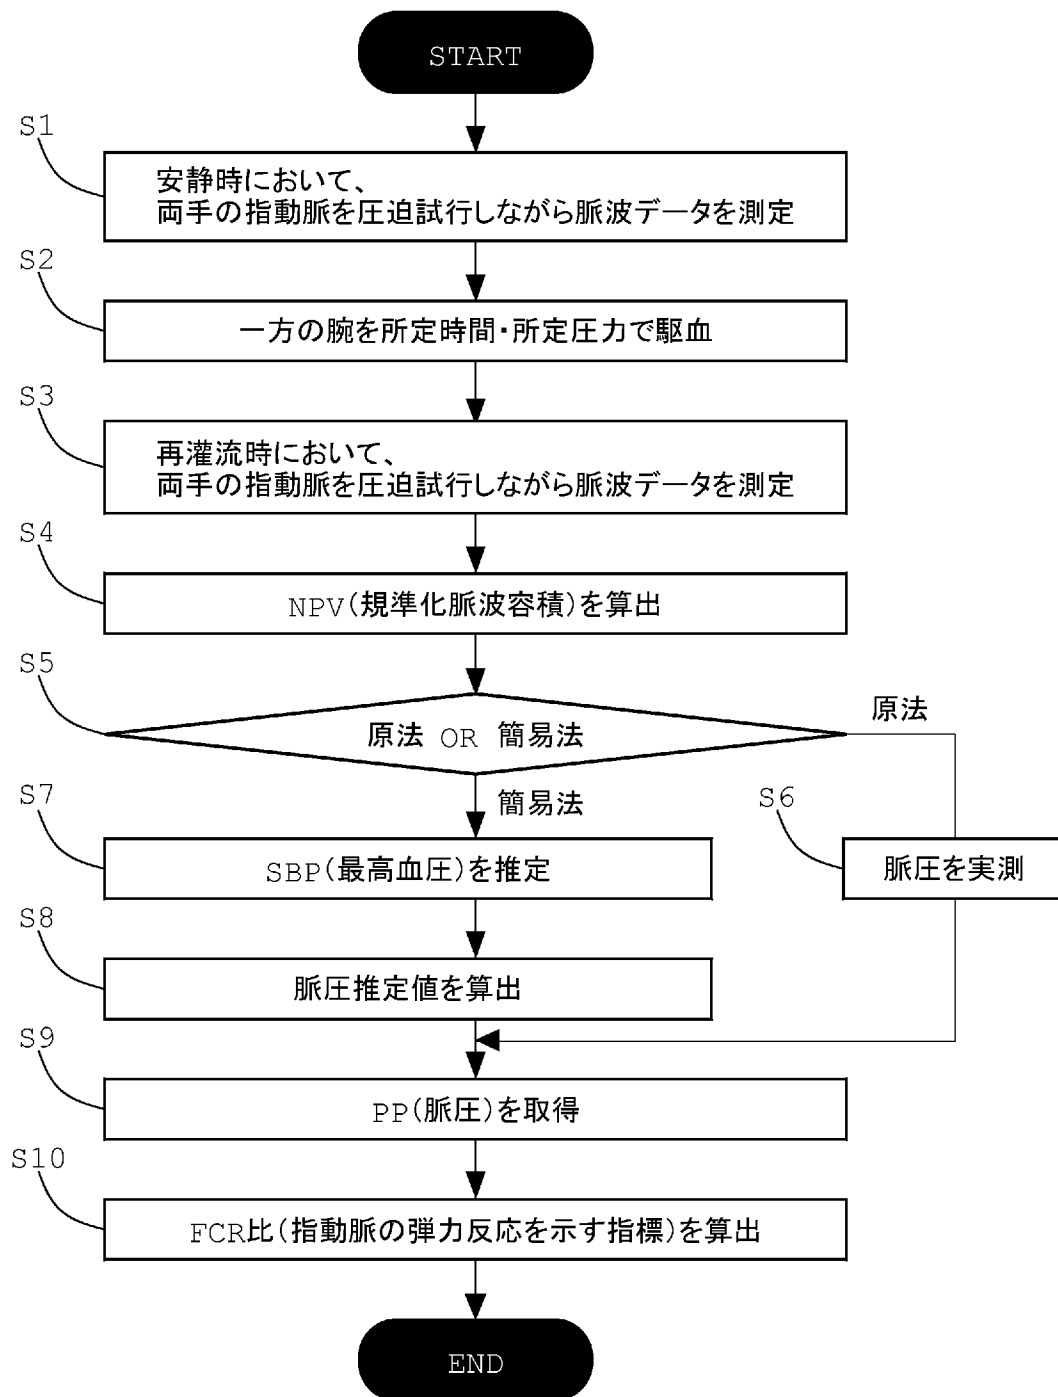 START
S1
安静時において、
両手の指動脈を圧迫試行しながら脈波データを測定
S2
一方の腕を所定時間・所定圧力で駆血
S3
再灌流時において、
両手の指動脈を圧迫試行しながら脈波データを測定
S4
NPV(規準化脈波容積)を算出
S5
原法 OR 簡易法
原法
簡易法
S6
脈圧を実測
S7
SBP(最高血圧)を推定
S8
脈圧推定値を算出
S9
PP(脈圧)を取得
S10
FCR比(指動脈の弾力反応を示す指標)を算出
END